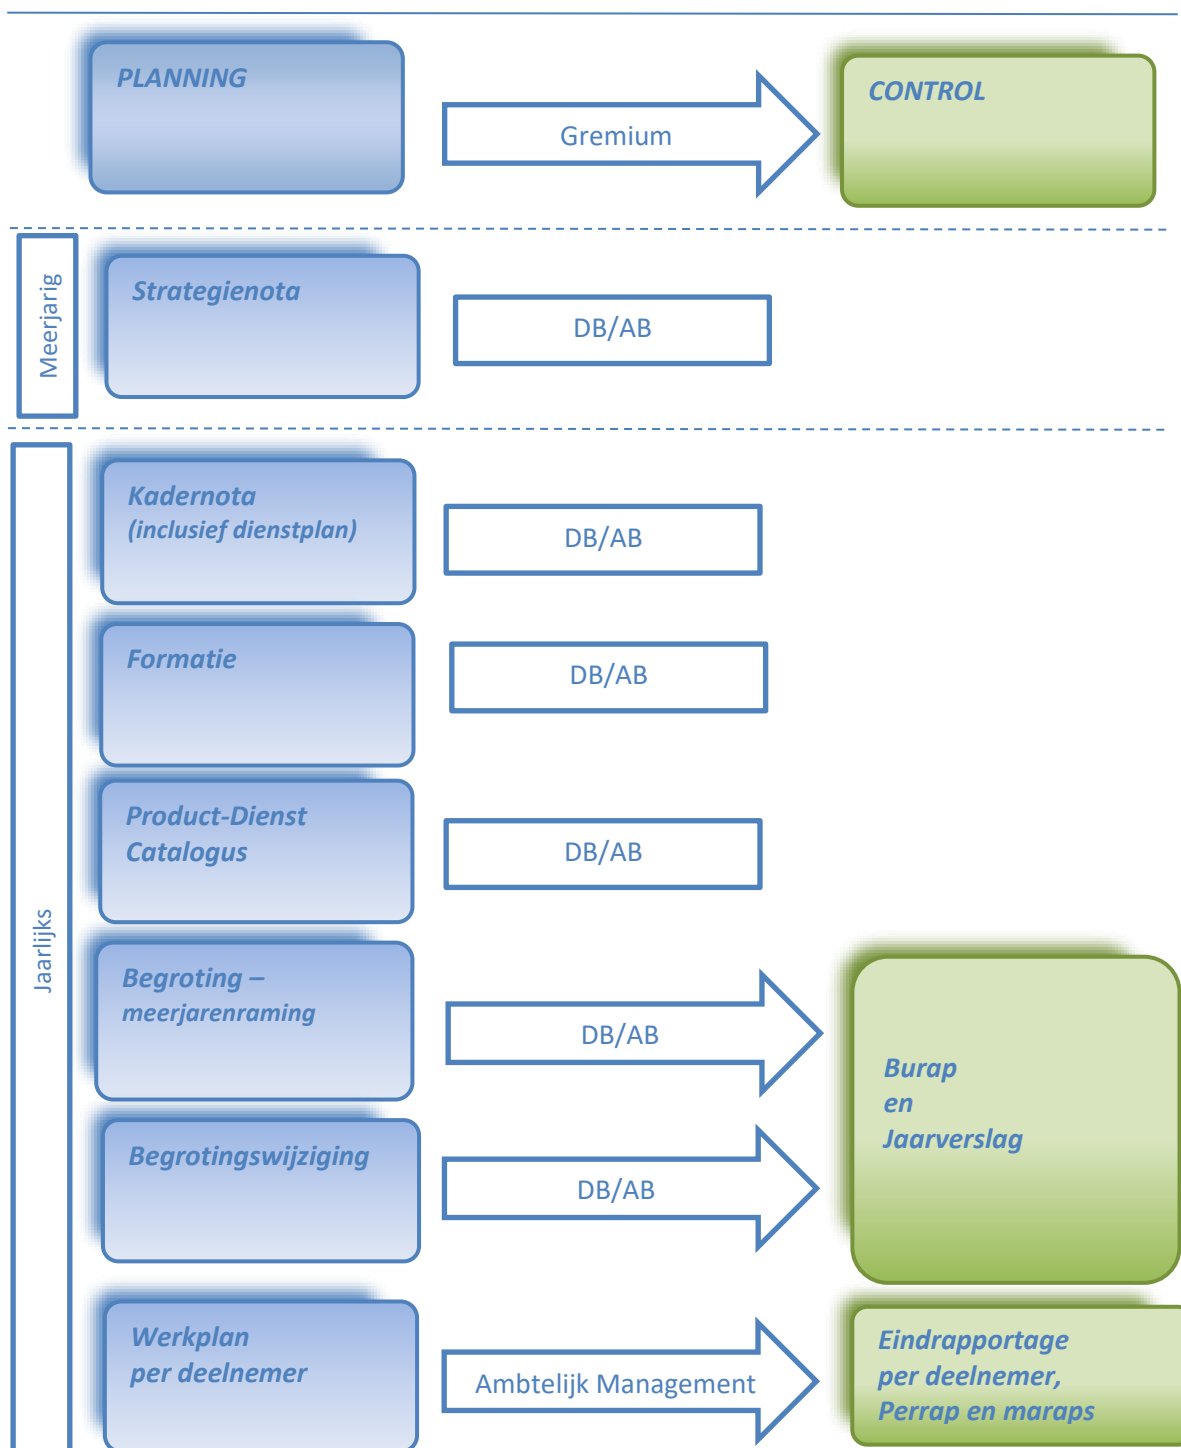 PLANNING
Gremium
CONTROL
Meerjarig
Strategienota
DB/AB
Jaarlijks
Kadernota
(inclusief dienstplan)
DB/AB
Formatie
DB/AB
Product-Dienst
Catalogus
DB/AB
Begroting –
meerjarenraming
DB/AB
Burap
en
Jaarverslag
Begrotingswijziging
DB/AB
Werkplan
per deelnemer
Ambtelijk Management
Eindrapportage
per deelnemer,
Perrap en maraps